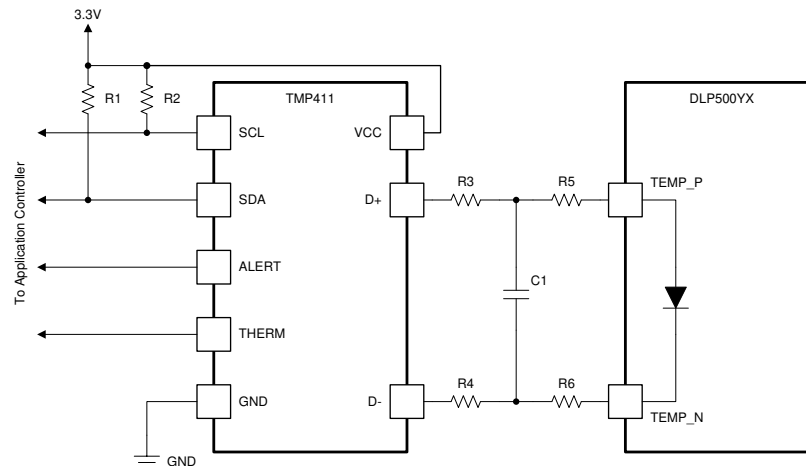 3.3V
R1
R2
TMP411
DLP500YX
SCL
VCC
SDA
D+
R3
R5
TEMP_P
ALERT
C1
THERM
GND
D-
R4
R6
TEMP_N
GND
To Application Controller